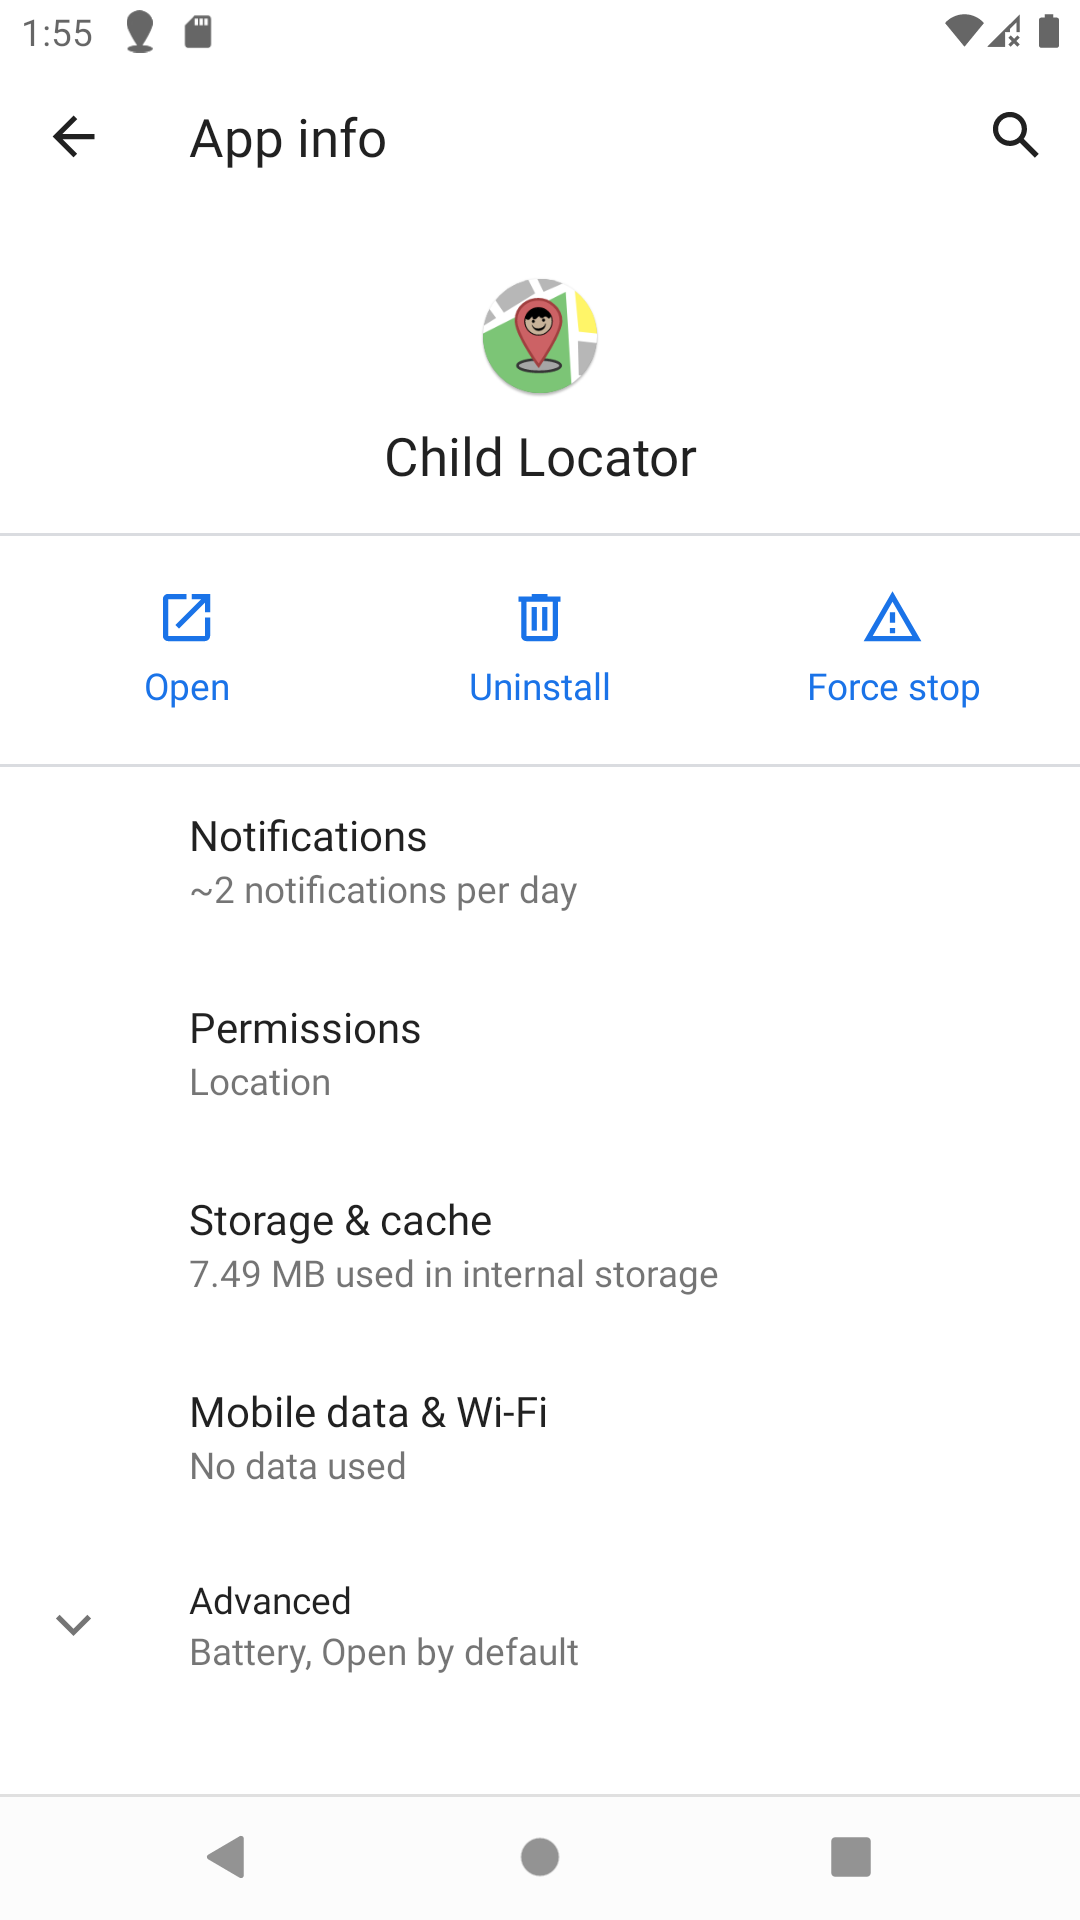 1:55
App info
Child Locator
Open
Uninstall
Force stop
Notifications
~2 notifications per day
Permissions
Location
Storage & cache
7.49 MB used in internal storage
Mobile data & Wi-Fi
No data used
Advanced
Battery, Open by default